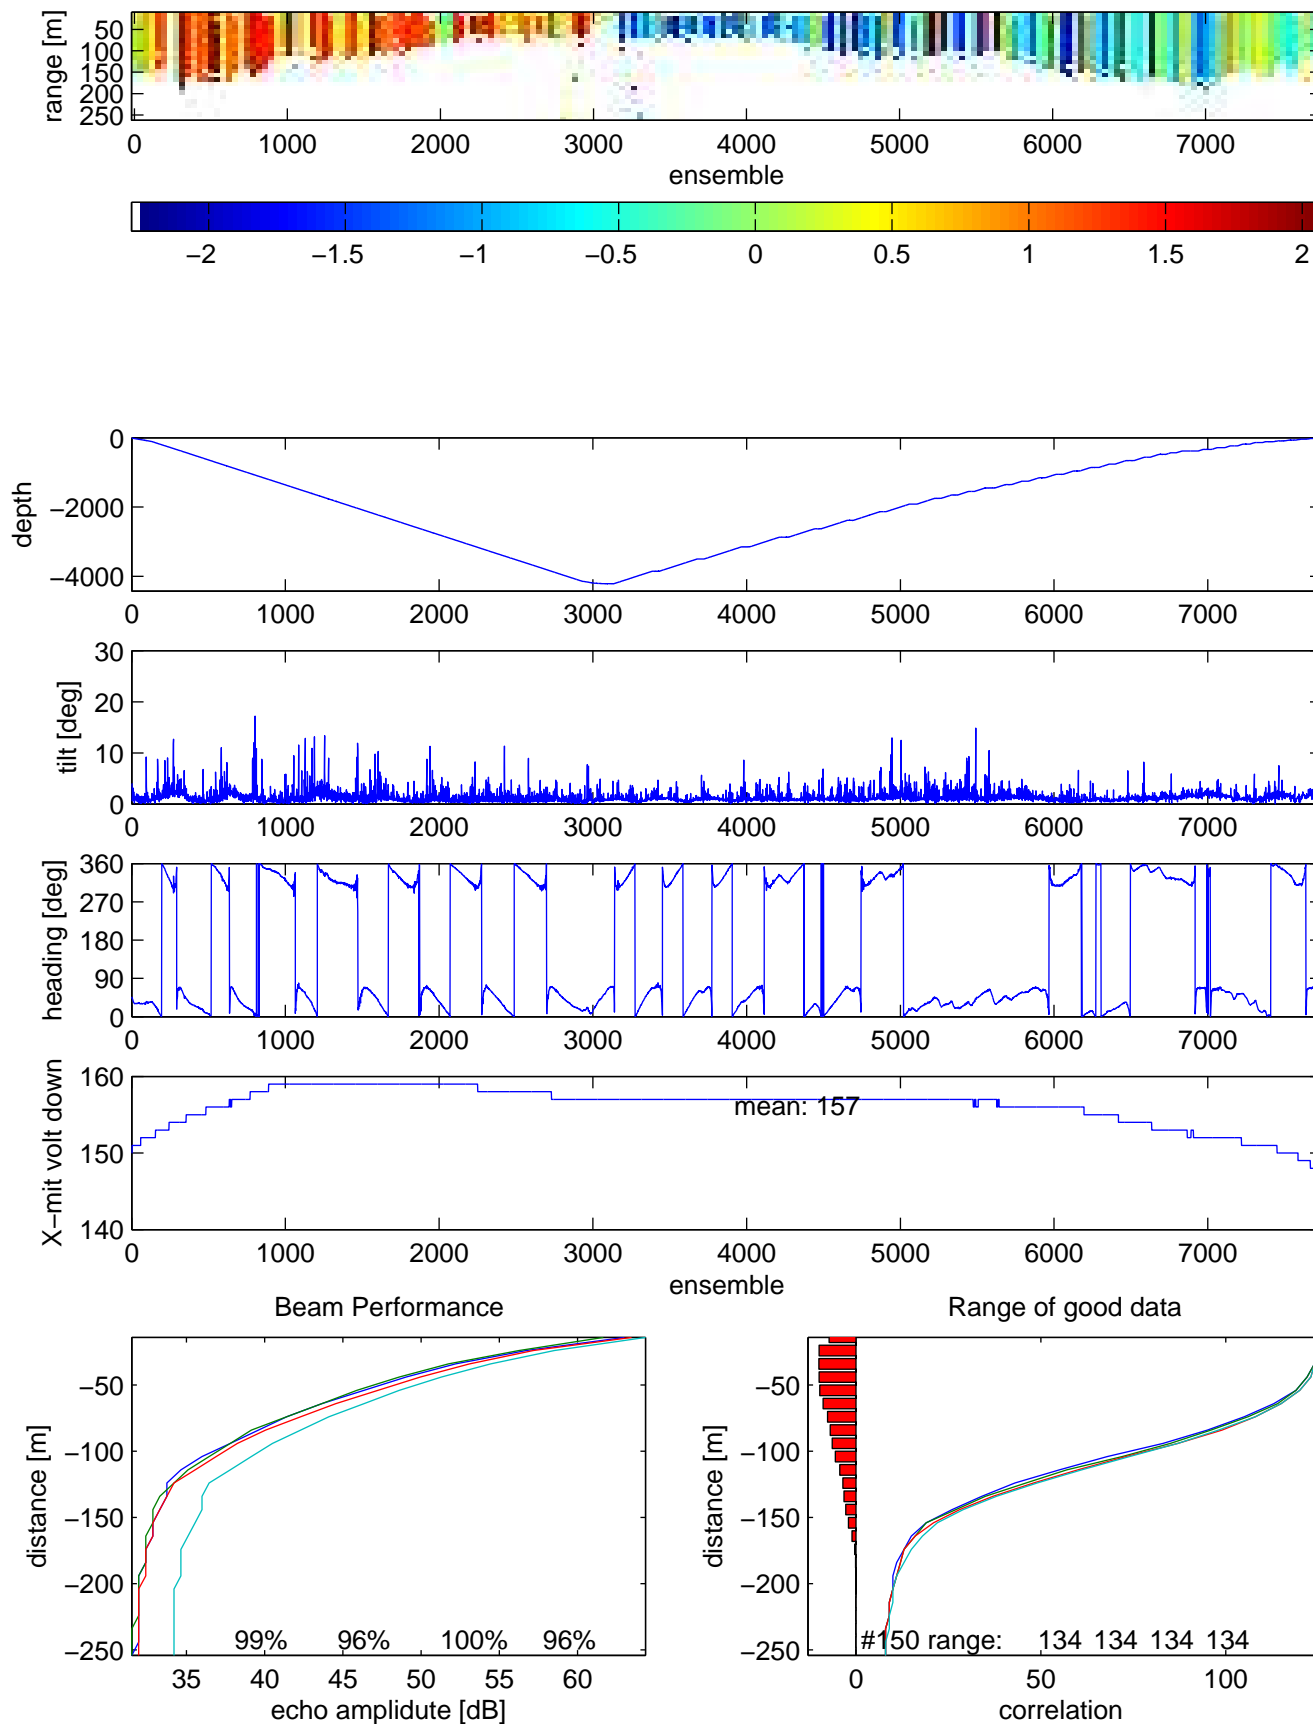 range [m]
50
100
150
200
250
0 1000 2000 3000 4000 5000 6000 7000
ensemble
−2 −1.5 −1 −0.5 0 0.5 1 1.5 2
depth
0
−2000
−4000
0 1000 2000 3000 4000 5000 6000 7000
tilt [deg]
30
20
10
0
0 1000 2000 3000 4000 5000 6000 7000
heading [deg]
360
270
180
90
0
0 1000 2000 3000 4000 5000 6000 7000
X−mit volt down
160
150
140
mean: 157
0 1000 2000 3000 4000 5000 6000 7000
ensemble
Beam Performance
distance [m]
−50
−100
−150
−200
−250
99% 96% 100% 96%
35 40 45 50 55 60
echo amplidute [dB]
Range of good data
distance [m]
−50
−100
−150
−200
−250
#150 range: 134 134 134 134
0 50 100
correlation